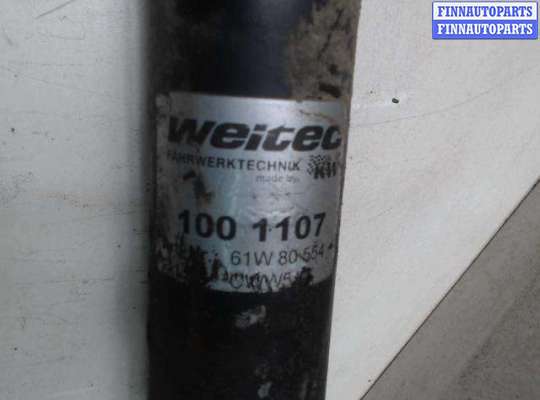 FINNAUTOPARTS
FINNAUTOPARTS
weitec
FAHRWERKTECHNIK
made by
KW
100 1107
61W 80 554